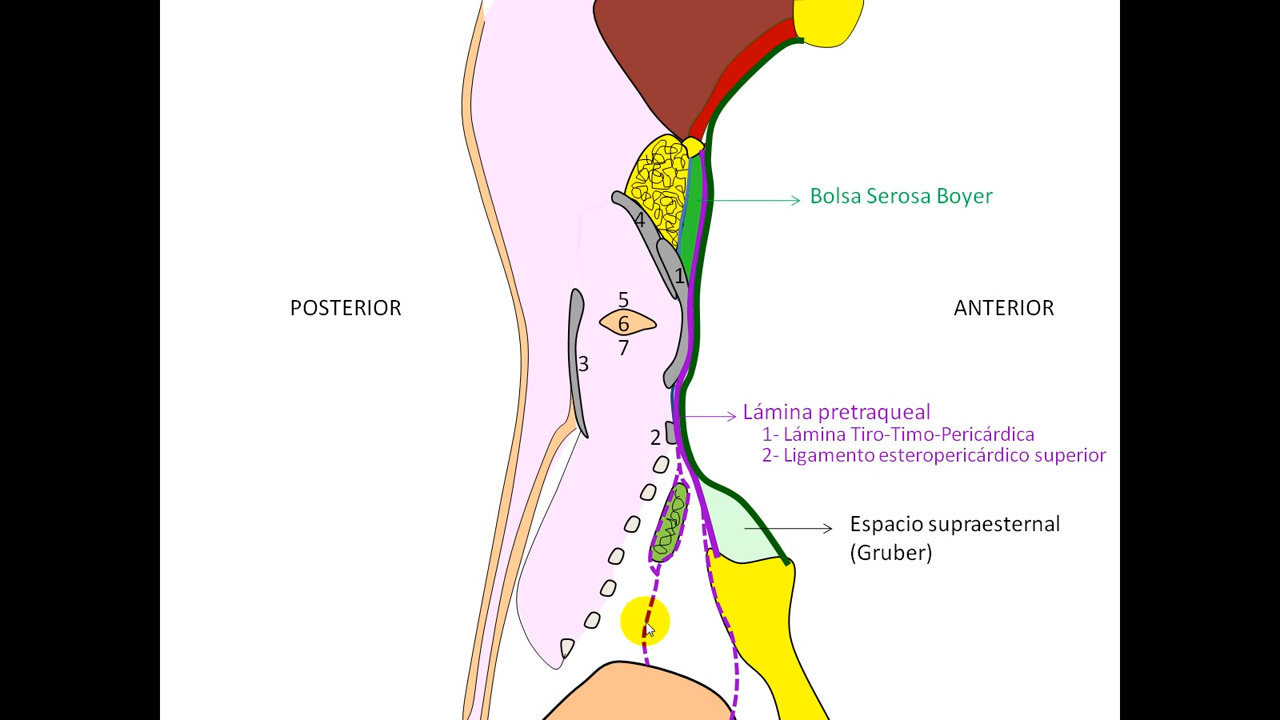 Bolsa Serosa Boyer
4
1
5
POSTERIOR
6
ANTERIOR
7
3
Lámina pretraqueal
1- Lámina Tiro-Timo-Pericárdica
2
2- Ligamento esteropericárdico superior
Espacio supraesternal
(Gruber)